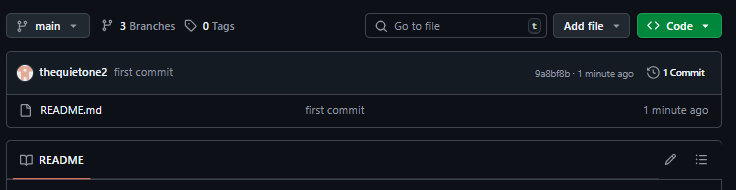 main 3 Branches 0 Tags Go to file t Add file Code
thequietone2 first commit 9a8bf8b · 1 minute ago 1 Commit
README.md first commit 1 minute ago
README